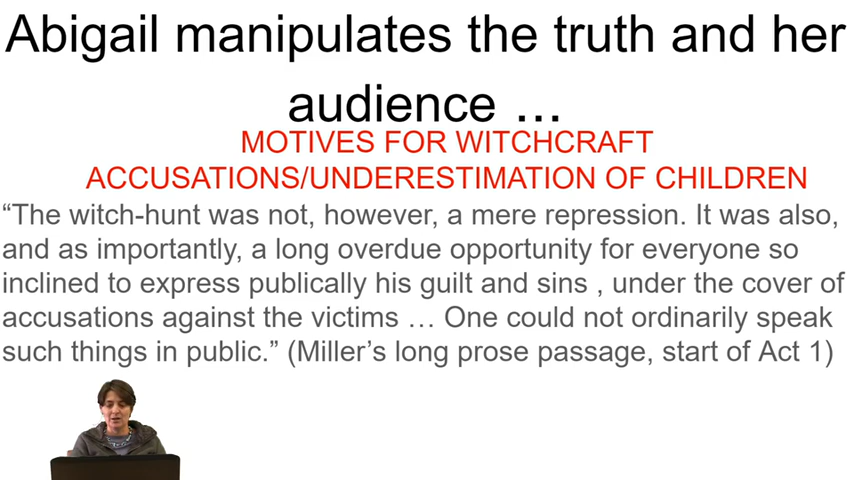 Abigail manipulates the truth and her
audience …
MOTIVES FOR WITCHCRAFT
ACCUSATIONS/UNDERESTIMATION OF CHILDREN
“The witch-hunt was not, however, a mere repression. It was also,
and as importantly, a long overdue opportunity for everyone so
inclined to express publically his guilt and sins , under the cover of
accusations against the victims … One could not ordinarily speak
such things in public.” (Miller’s long prose passage, start of Act 1)